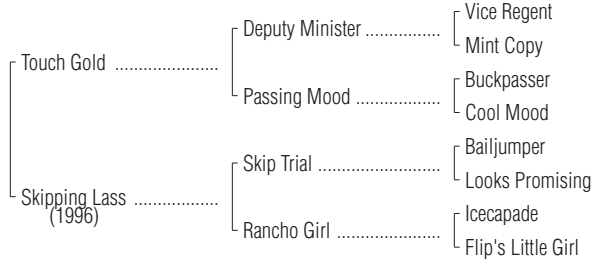 Vice Regent
Deputy Minister ..................
Mint Copy
Touch Gold .........................
Buckpasser
Passing Mood ....................
Cool Mood
Bailjumper
Skip Trial .............................
Looks Promising
Skipping Lass ....................
(1996)
Icecapade
Rancho Girl .........................
Flip's Little Girl